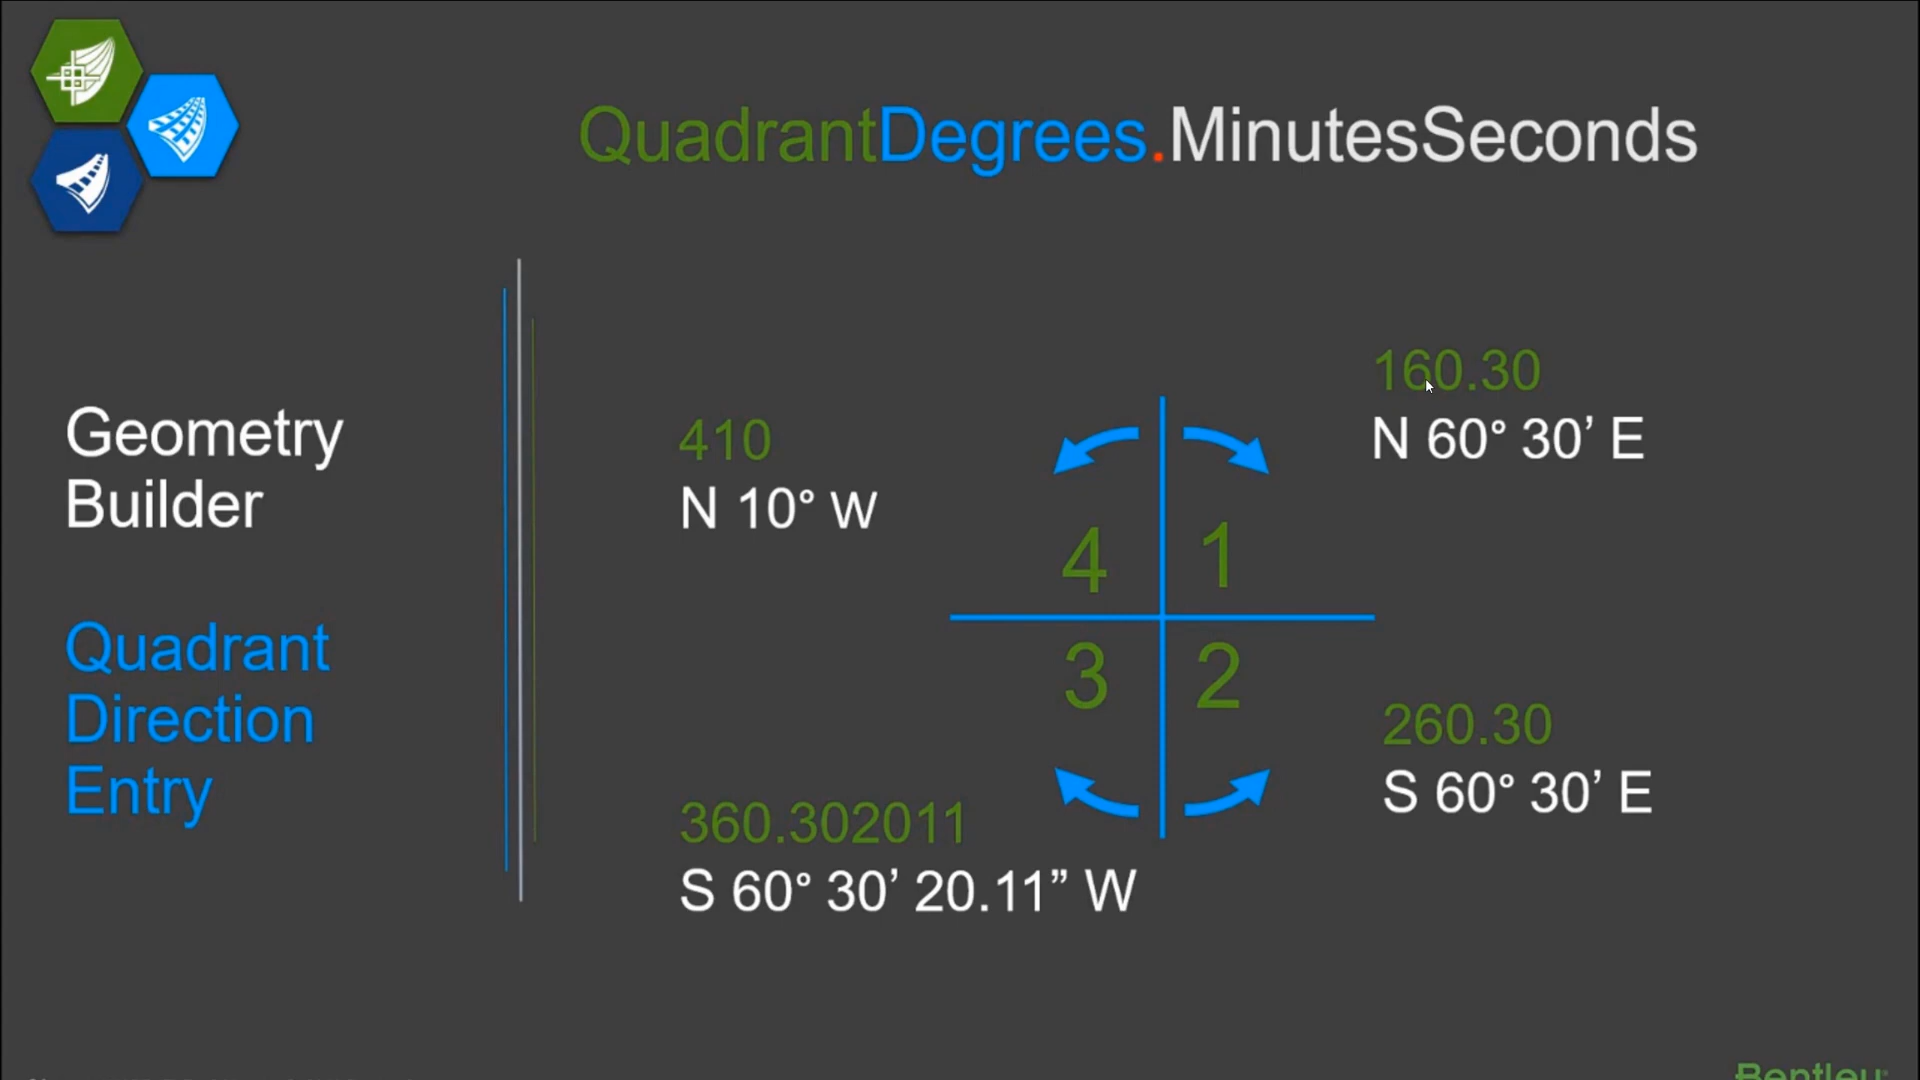 QuadrantDegrees.MinutesSeconds
Geometry
Builder
Quadrant
Direction
Entry
410
N 10° W
160.30
N 60° 30’ E
4
1
3
2
260.30
S 60° 30’ E
360.302011
S 60° 30’ 20.11” W
Bentley